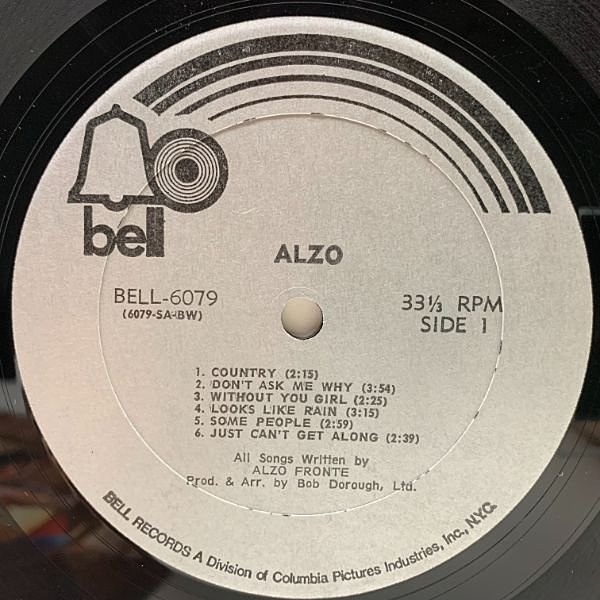 bell
ALZO
BELL-6079
(6079-SA-BW)
33⅓ RPM
SIDE 1
1. COUNTRY (2:15)
2. DON'T ASK ME WHY (3:54)
3. WITHOUT YOU GIRL (2:25)
4. LOOKS LIKE RAIN (3:15)
5. SOME PEOPLE (2:59)
6. JUST CAN'T GET ALONG (2:39)
All Songs Written by
ALZO FRONTE
Prod. & Arr. by Bob Dorough, Ltd.
BELL RECORDS A Division of Columbia Pictures Industries, Inc., N.Y.C.